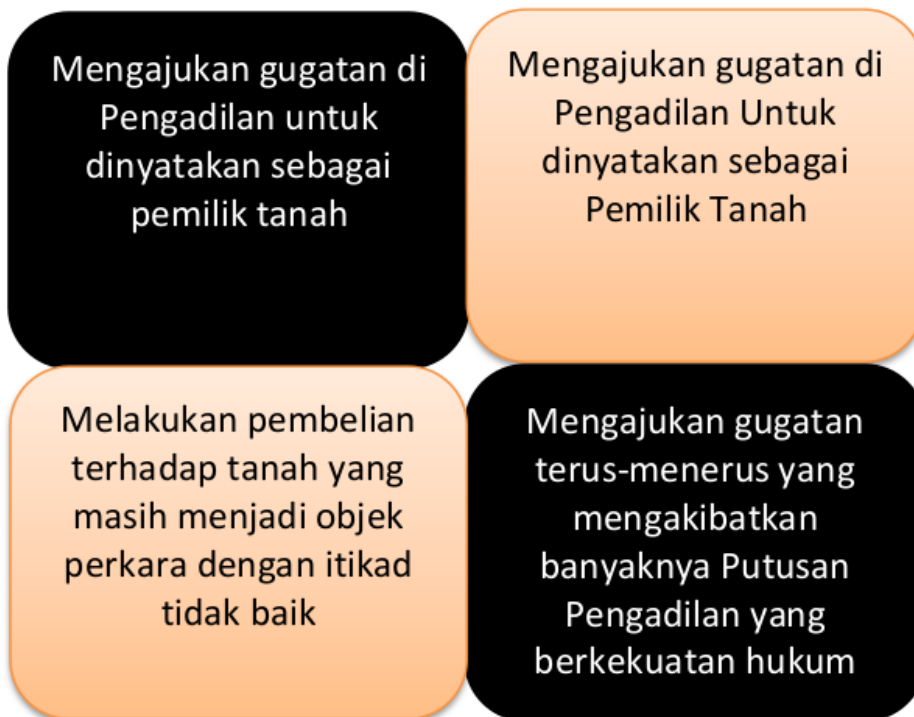 Mengajukan gugatan di
Pengadilan untuk
dinyatakan sebagai
pemilik tanah
Mengajukan gugatan di
Pengadilan Untuk
dinyatakan sebagai
Pemilik Tanah
Melakukan pembelian
terhadap tanah yang
masih menjadi objek
perkara dengan itikad
tidak baik
Mengajukan gugatan
terus-menerus yang
mengakibatkan
banyaknya Putusan
Pengadilan yang
berkekuatan hukum